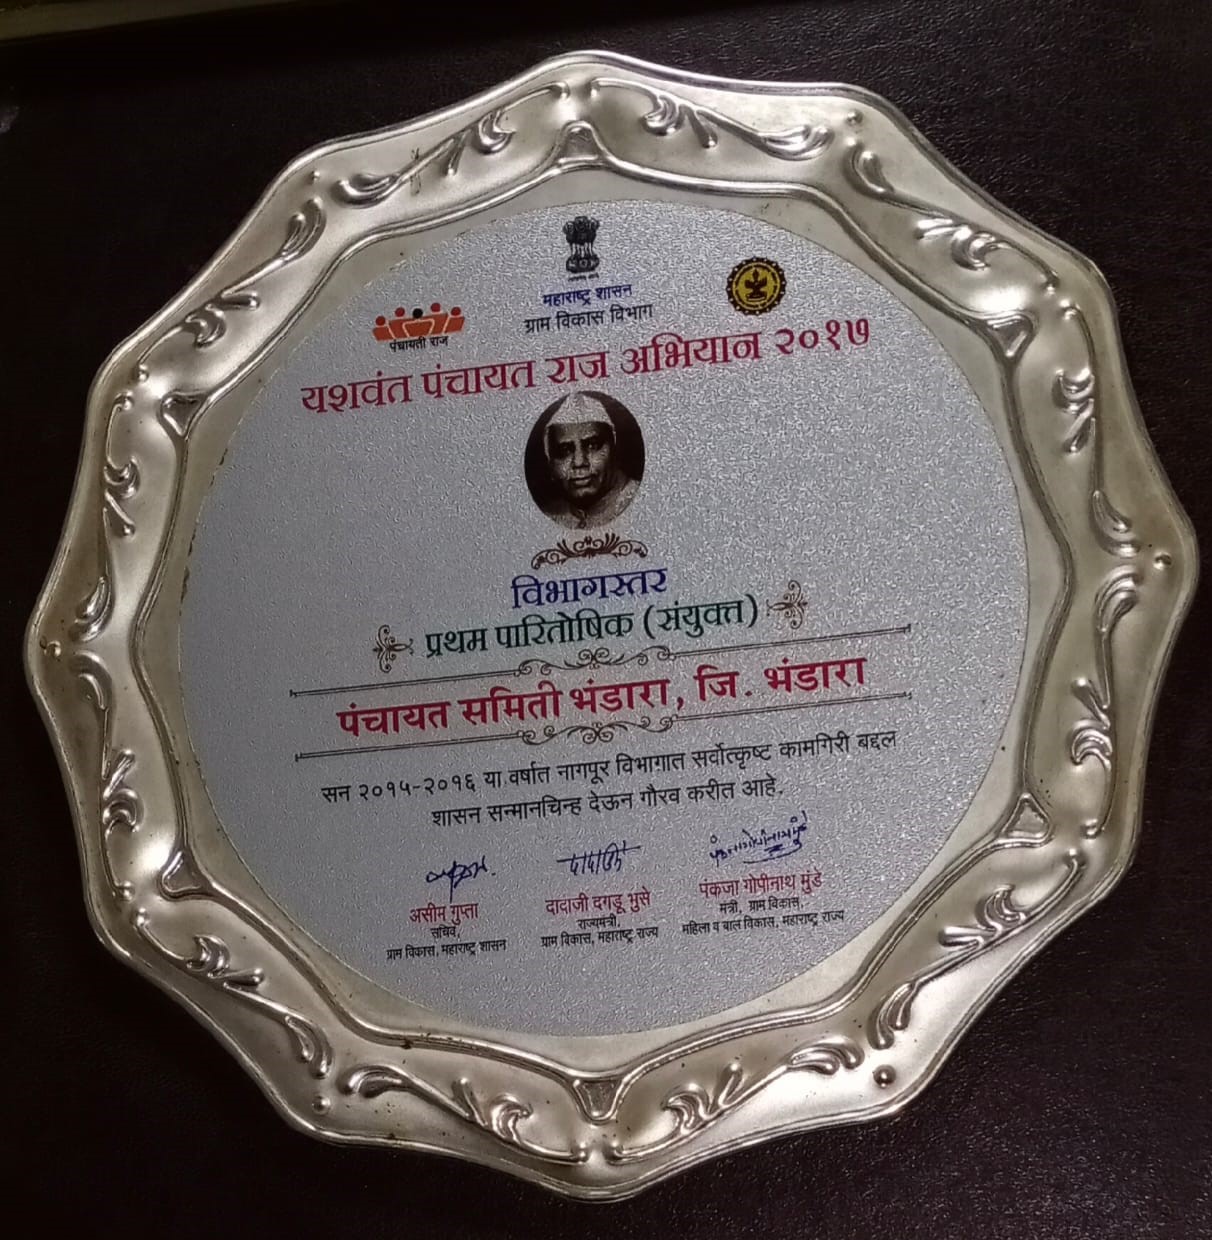 महाराष्ट्र शासन
ग्राम विकास विभाग
पंचायती राज
यशवंत पंचायत राज अभियान २०१७
विभागस्तर
प्रथम पारितोषिक (संयुक्त)
पंचायत समिती भंडारा, जि. भंडारा
सन २०१५-२०१६ या वर्षात नागपूर विभागात सर्वोत्कृष्ट कामगिरी बद्दल
शासन सन्मानचिन्ह देऊन गौरव करीत आहे.
असीम गुप्ता
सचिव,
ग्राम विकास, महाराष्ट्र शासन
दादाजी दगडू भुसे
राज्यमंत्री,
ग्राम विकास, महाराष्ट्र राज्य
पंकजा गोपीनाथ मुंडे
मंत्री, ग्राम विकास,
महिला व बाल विकास, महाराष्ट्र राज्य